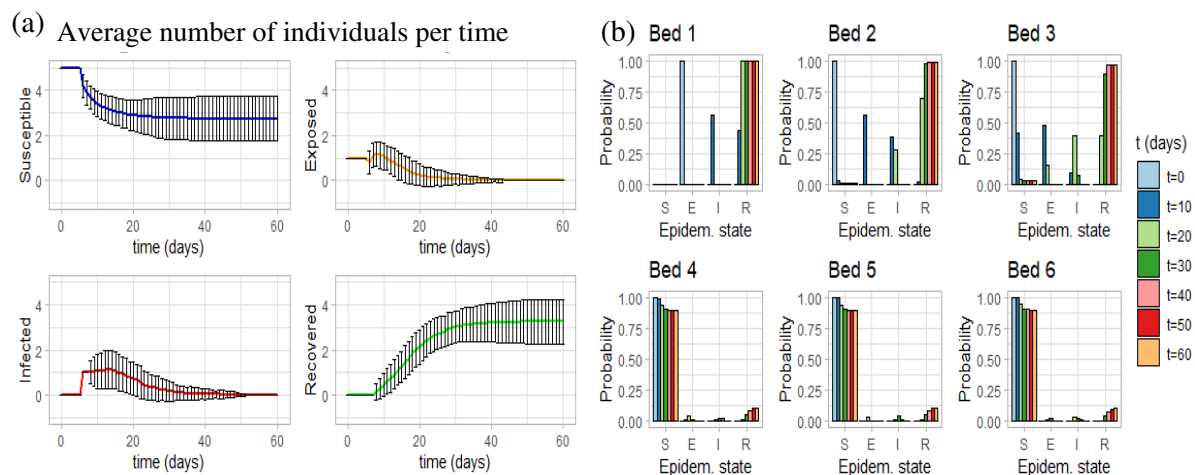 (a) Average number of individuals per time
Susceptible
4
2
0
0 20 40 60
time (days)
Exposed
4
2
0
0 20 40 60
time (days)
Infected
4
2
0
0 20 40 60
time (days)
Recovered
4
2
0
0 20 40 60
time (days)
(b)
Bed 1
Probability
1.00
0.75
0.50
0.25
0.00
S E I R
Epidem. state
Bed 2
Probability
1.00
0.75
0.50
0.25
0.00
S E I R
Epidem. state
Bed 3
Probability
1.00
0.75
0.50
0.25
0.00
S E I R
Epidem. state
Bed 4
Probability
1.00
0.75
0.50
0.25
0.00
S E I R
Epidem. state
Bed 5
Probability
1.00
0.75
0.50
0.25
0.00
S E I R
Epidem. state
Bed 6
Probability
1.00
0.75
0.50
0.25
0.00
S E I R
Epidem. state
t (days)
t=0
t=10
t=20
t=30
t=40
t=50
t=60